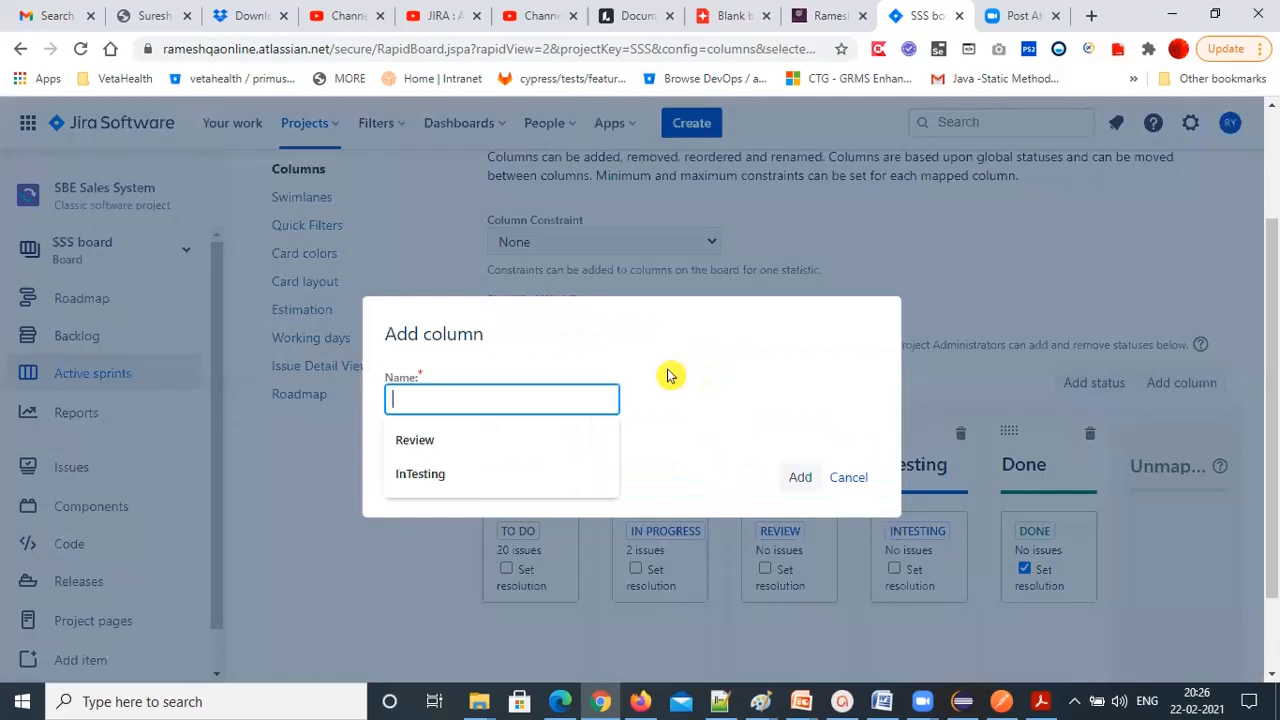 Search
Suresh
Downl
Channe
JIRA : A
Channe
Docum
Blank b
Ramesh
SSS bo
Post At
rameshqaonline.atlassian.net/secure/RapidBoard.jspa?rapidView=2&projectKey=SSS&config=columns&selecte...
Update
Apps
VetaHealth
vetahealth / primus...
MORE
Home | Intranet
cypress/tests/featur...
Browse DevOps / a...
CTG - GRMS Enhan...
Java -Static Method...
»
Other bookmarks
Jira Software
Your work
Projects
Filters
Dashboards
People
Apps
Create
Search
RY
SBE Sales System
Classic software project
SSS board
Board
Roadmap
Backlog
Active sprints
Reports
Issues
Components
Code
Releases
Project pages
Add item
Columns
Swimlanes
Quick Filters
Card colors
Card layout
Estimation
Working days
Issue Detail View
Roadmap
Columns can be added, removed, reordered and renamed. Columns are based upon global statuses and can be moved
between columns. Minimum and maximum constraints can be set for each mapped column.
Column Constraint
None
Constraints can be added to columns on the board for one statistic.
roject Administrators can add and remove statuses below.
Add status
Add column
Add column
Name:*
Review
InTesting
Add
Cancel
esting
Done
Unmap...
TO DO
20 issues
Set
resolution
IN PROGRESS
2 issues
Set
resolution
REVIEW
No issues
Set
resolution
INTESTING
No issues
Set
resolution
DONE
No issues
Set
resolution
Type here to search
ENG
20:26
22-02-2021